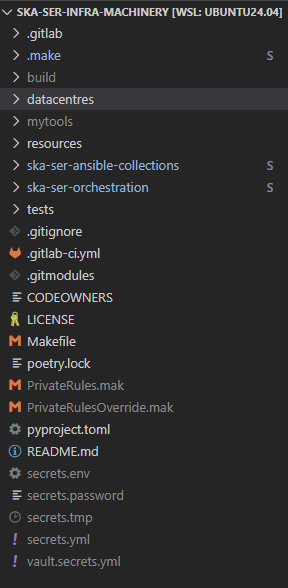 SKA-SER-INFRA-MACHINERY [WSL: UBUNTU24.04]
.gitlab
.make S
build
datacentres
mytools
resources
ska-ser-ansible-collections S
ska-ser-orchestration S
tests
.gitignore
.gitlab-ci.yml
.gitmodules
CODEOWNERS
LICENSE
Makefile
poetry.lock
PrivateRules.mak
PrivateRulesOverride.mak
pyproject.toml
README.md
secrets.env
secrets.password
secrets.tmp
secrets.yml
vault.secrets.yml